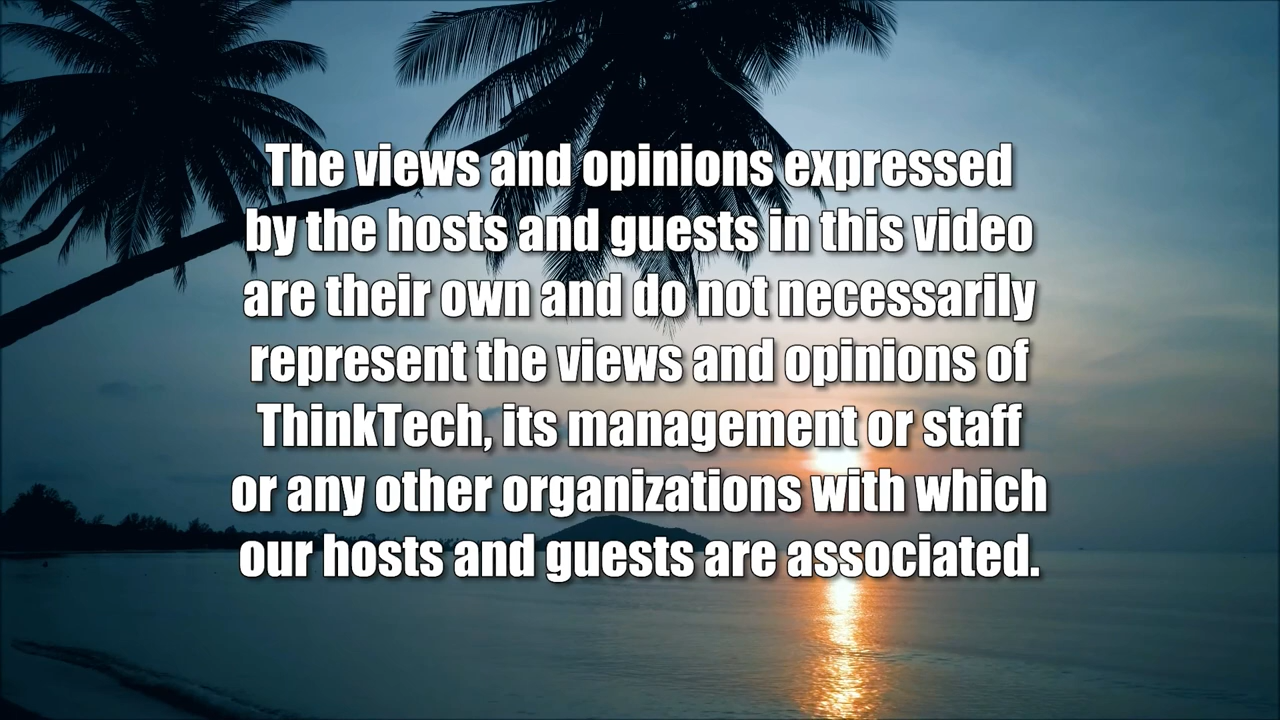 The views and opinions expressed
by the hosts and guests in this video
are their own and do not necessarily
represent the views and opinions of
ThinkTech, its management or staff
or any other organizations with which
our hosts and guests are associated.